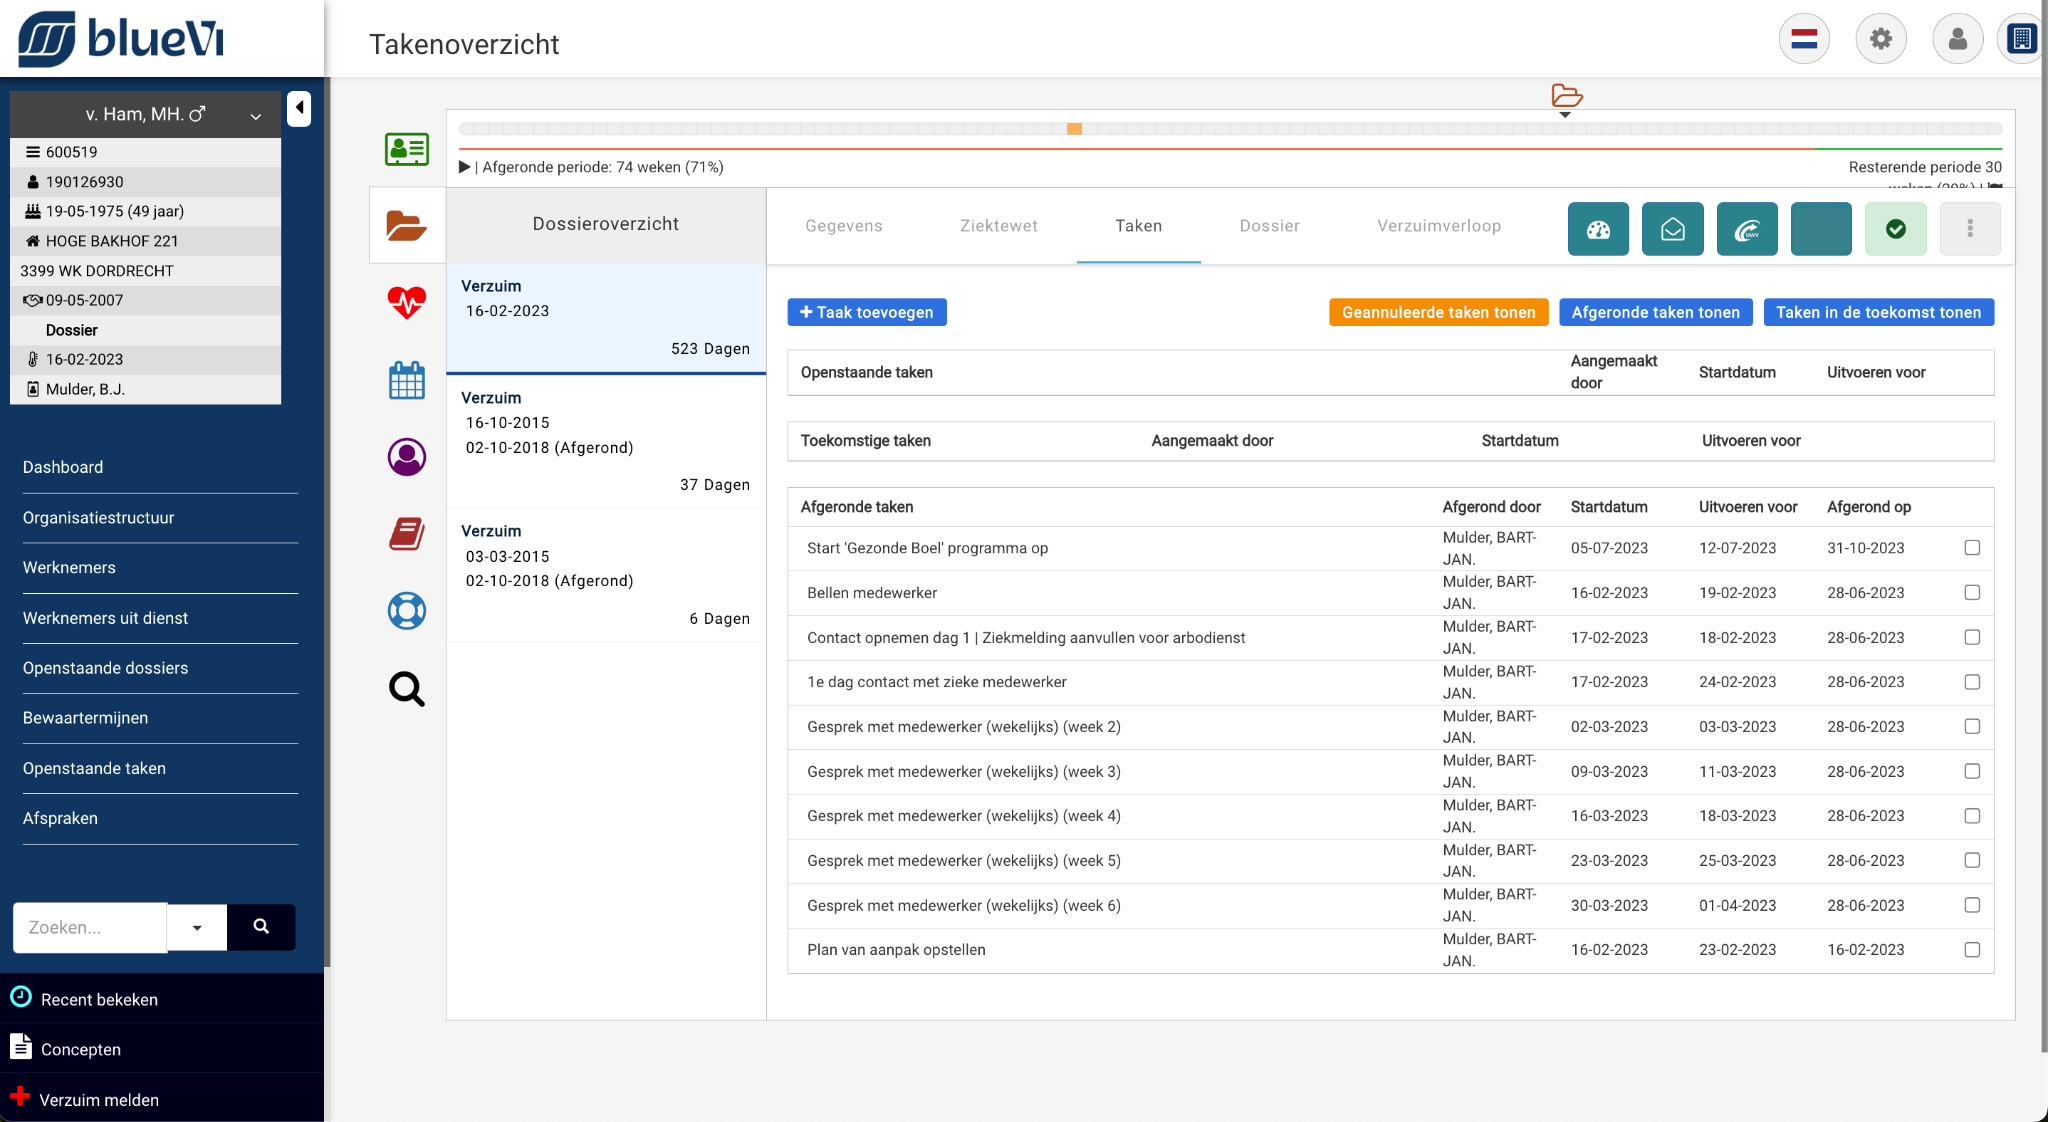 blueVi
Takenoverzicht
v. Ham, MH.
600519
190126930
19-05-1975 (49 jaar)
HOGE BAKHOF 221
3399 WK DORDRECHT
09-05-2007
Dossier
16-02-2023
Mulder, B.J.
Dashboard
Organisatiestructuur
Werknemers
Werknemers uit dienst
Openstaande dossiers
Bewaartermijnen
Openstaande taken
Afspraken
Zoeken...
Recent bekeken
Concepten
Verzuim melden
| Afgeronde periode: 74 weken (71%)
Resterende periode 30
Dossieroverzicht
Verzuim
16-02-2023
523 Dagen
Verzuim
16-10-2015
02-10-2018 (Afgerond)
37 Dagen
Verzuim
03-03-2015
02-10-2018 (Afgerond)
6 Dagen
Gegevens Ziektewet Taken Dossier Verzuimverloop
UWV
+ Taak toevoegen Geannuleerde taken tonen Afgeronde taken tonen Taken in de toekomst tonen
Openstaande taken Aangemaakt door Startdatum Uitvoeren voor
Toekomstige taken Aangemaakt door Startdatum Uitvoeren voor
Afgeronde taken Afgerond door Startdatum Uitvoeren voor Afgerond op
Start 'Gezonde Boel' programma op Mulder, BART-JAN. 05-07-2023 12-07-2023 31-10-2023
Bellen medewerker Mulder, BART-JAN. 16-02-2023 19-02-2023 28-06-2023
Contact opnemen dag 1 | Ziekmelding aanvullen voor arbodienst Mulder, BART-JAN. 17-02-2023 18-02-2023 28-06-2023
1e dag contact met zieke medewerker Mulder, BART-JAN. 17-02-2023 24-02-2023 28-06-2023
Gesprek met medewerker (wekelijks) (week 2) Mulder, BART-JAN. 02-03-2023 03-03-2023 28-06-2023
Gesprek met medewerker (wekelijks) (week 3) Mulder, BART-JAN. 09-03-2023 11-03-2023 28-06-2023
Gesprek met medewerker (wekelijks) (week 4) Mulder, BART-JAN. 16-03-2023 18-03-2023 28-06-2023
Gesprek met medewerker (wekelijks) (week 5) Mulder, BART-JAN. 23-03-2023 25-03-2023 28-06-2023
Gesprek met medewerker (wekelijks) (week 6) Mulder, BART-JAN. 30-03-2023 01-04-2023 28-06-2023
Plan van aanpak opstellen Mulder, BART-JAN. 16-02-2023 23-02-2023 16-02-2023